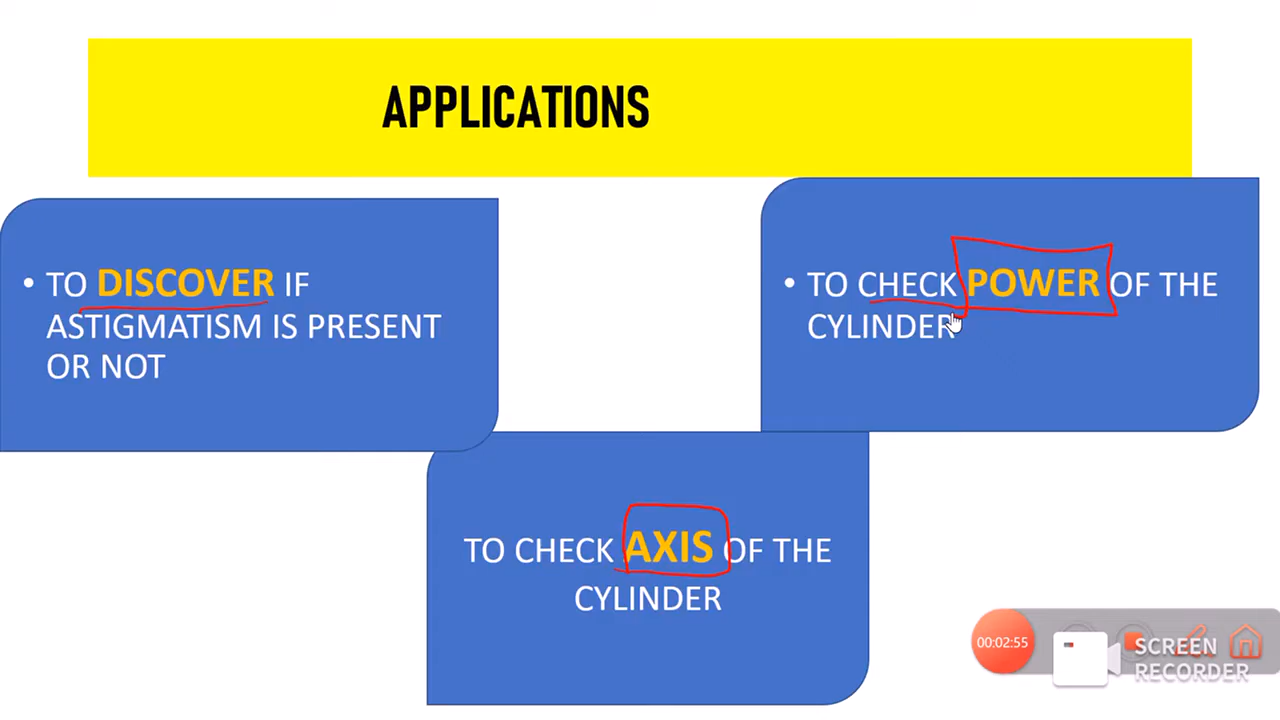 APPLICATIONS
• TO DISCOVER IF
ASTIGMATISM IS PRESENT
OR NOT
• TO CHECK POWER OF THE
CYLINDER
TO CHECK AXIS OF THE
CYLINDER
00:02:55
SCREEN
RECORDER